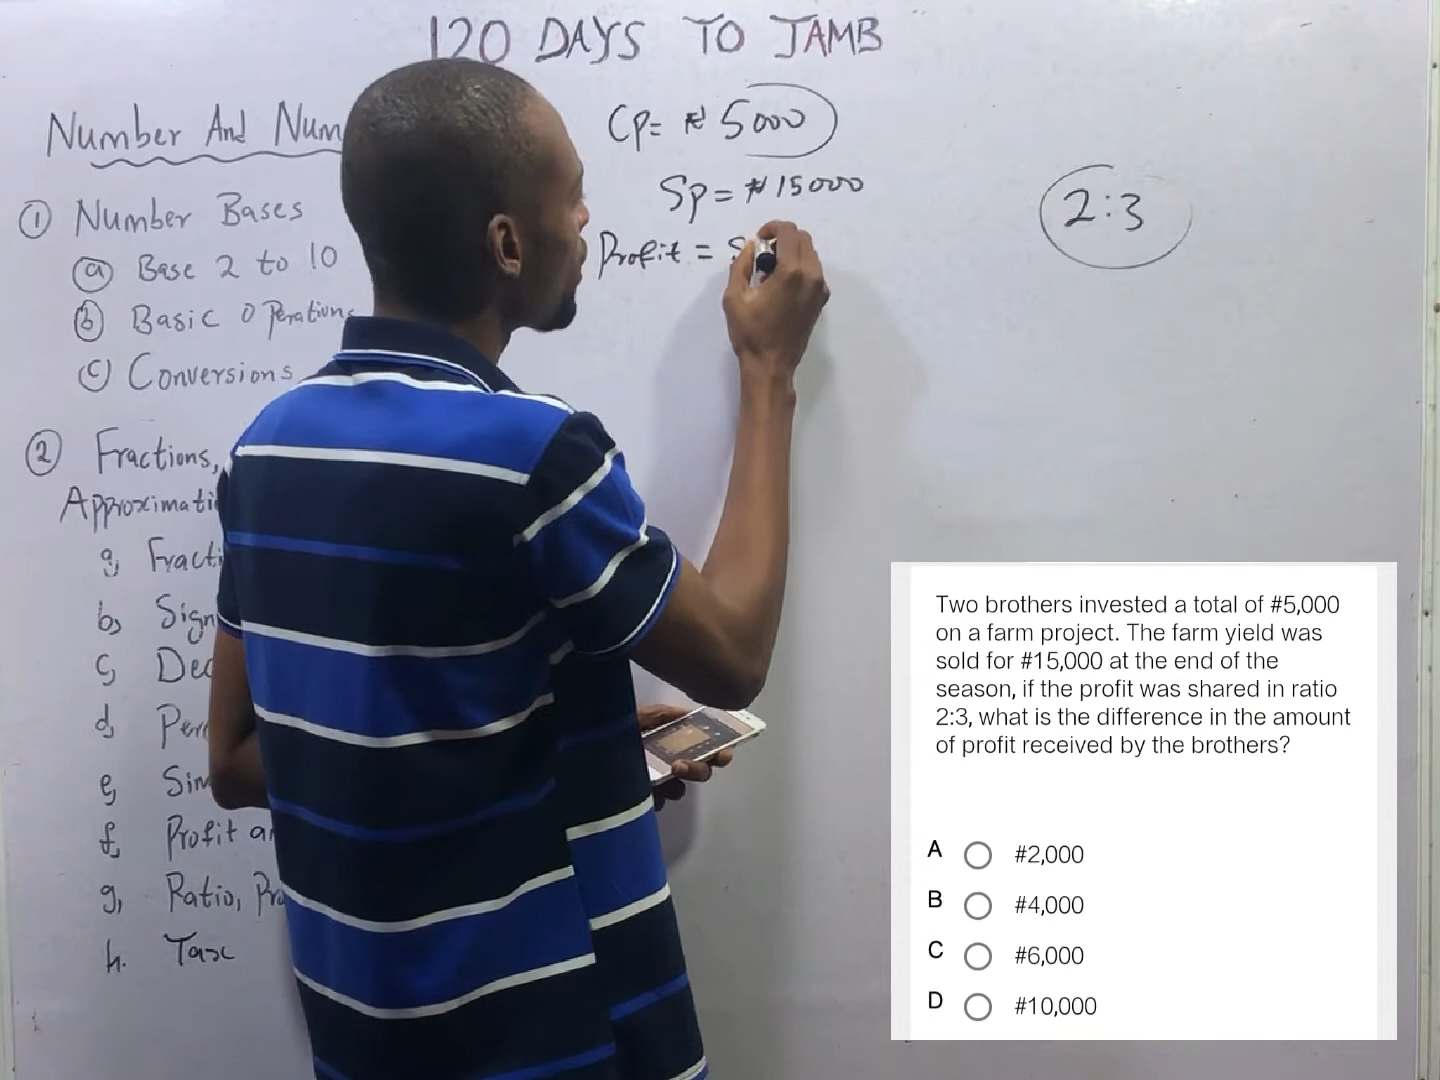 120 DAYS TO JAMB
Number And Num
① Number Bases
ⓐ Base 2 to 10
ⓑ Basic Operations
ⓒ Conversions
② Fractions,
Approximati
a, Fracti
b, Sign
c, Dec
d, Per
e, Sim
f, Profit a
g, Ratio, Pro
h. Tax
Cp = ₦ 5000
Sp = ₦ 15000
Profit = S
2:3
Two brothers invested a total of #5,000
on a farm project. The farm yield was
sold for #15,000 at the end of the
season, if the profit was shared in ratio
2:3, what is the difference in the amount
of profit received by the brothers?
A #2,000
B #4,000
C #6,000
D #10,000